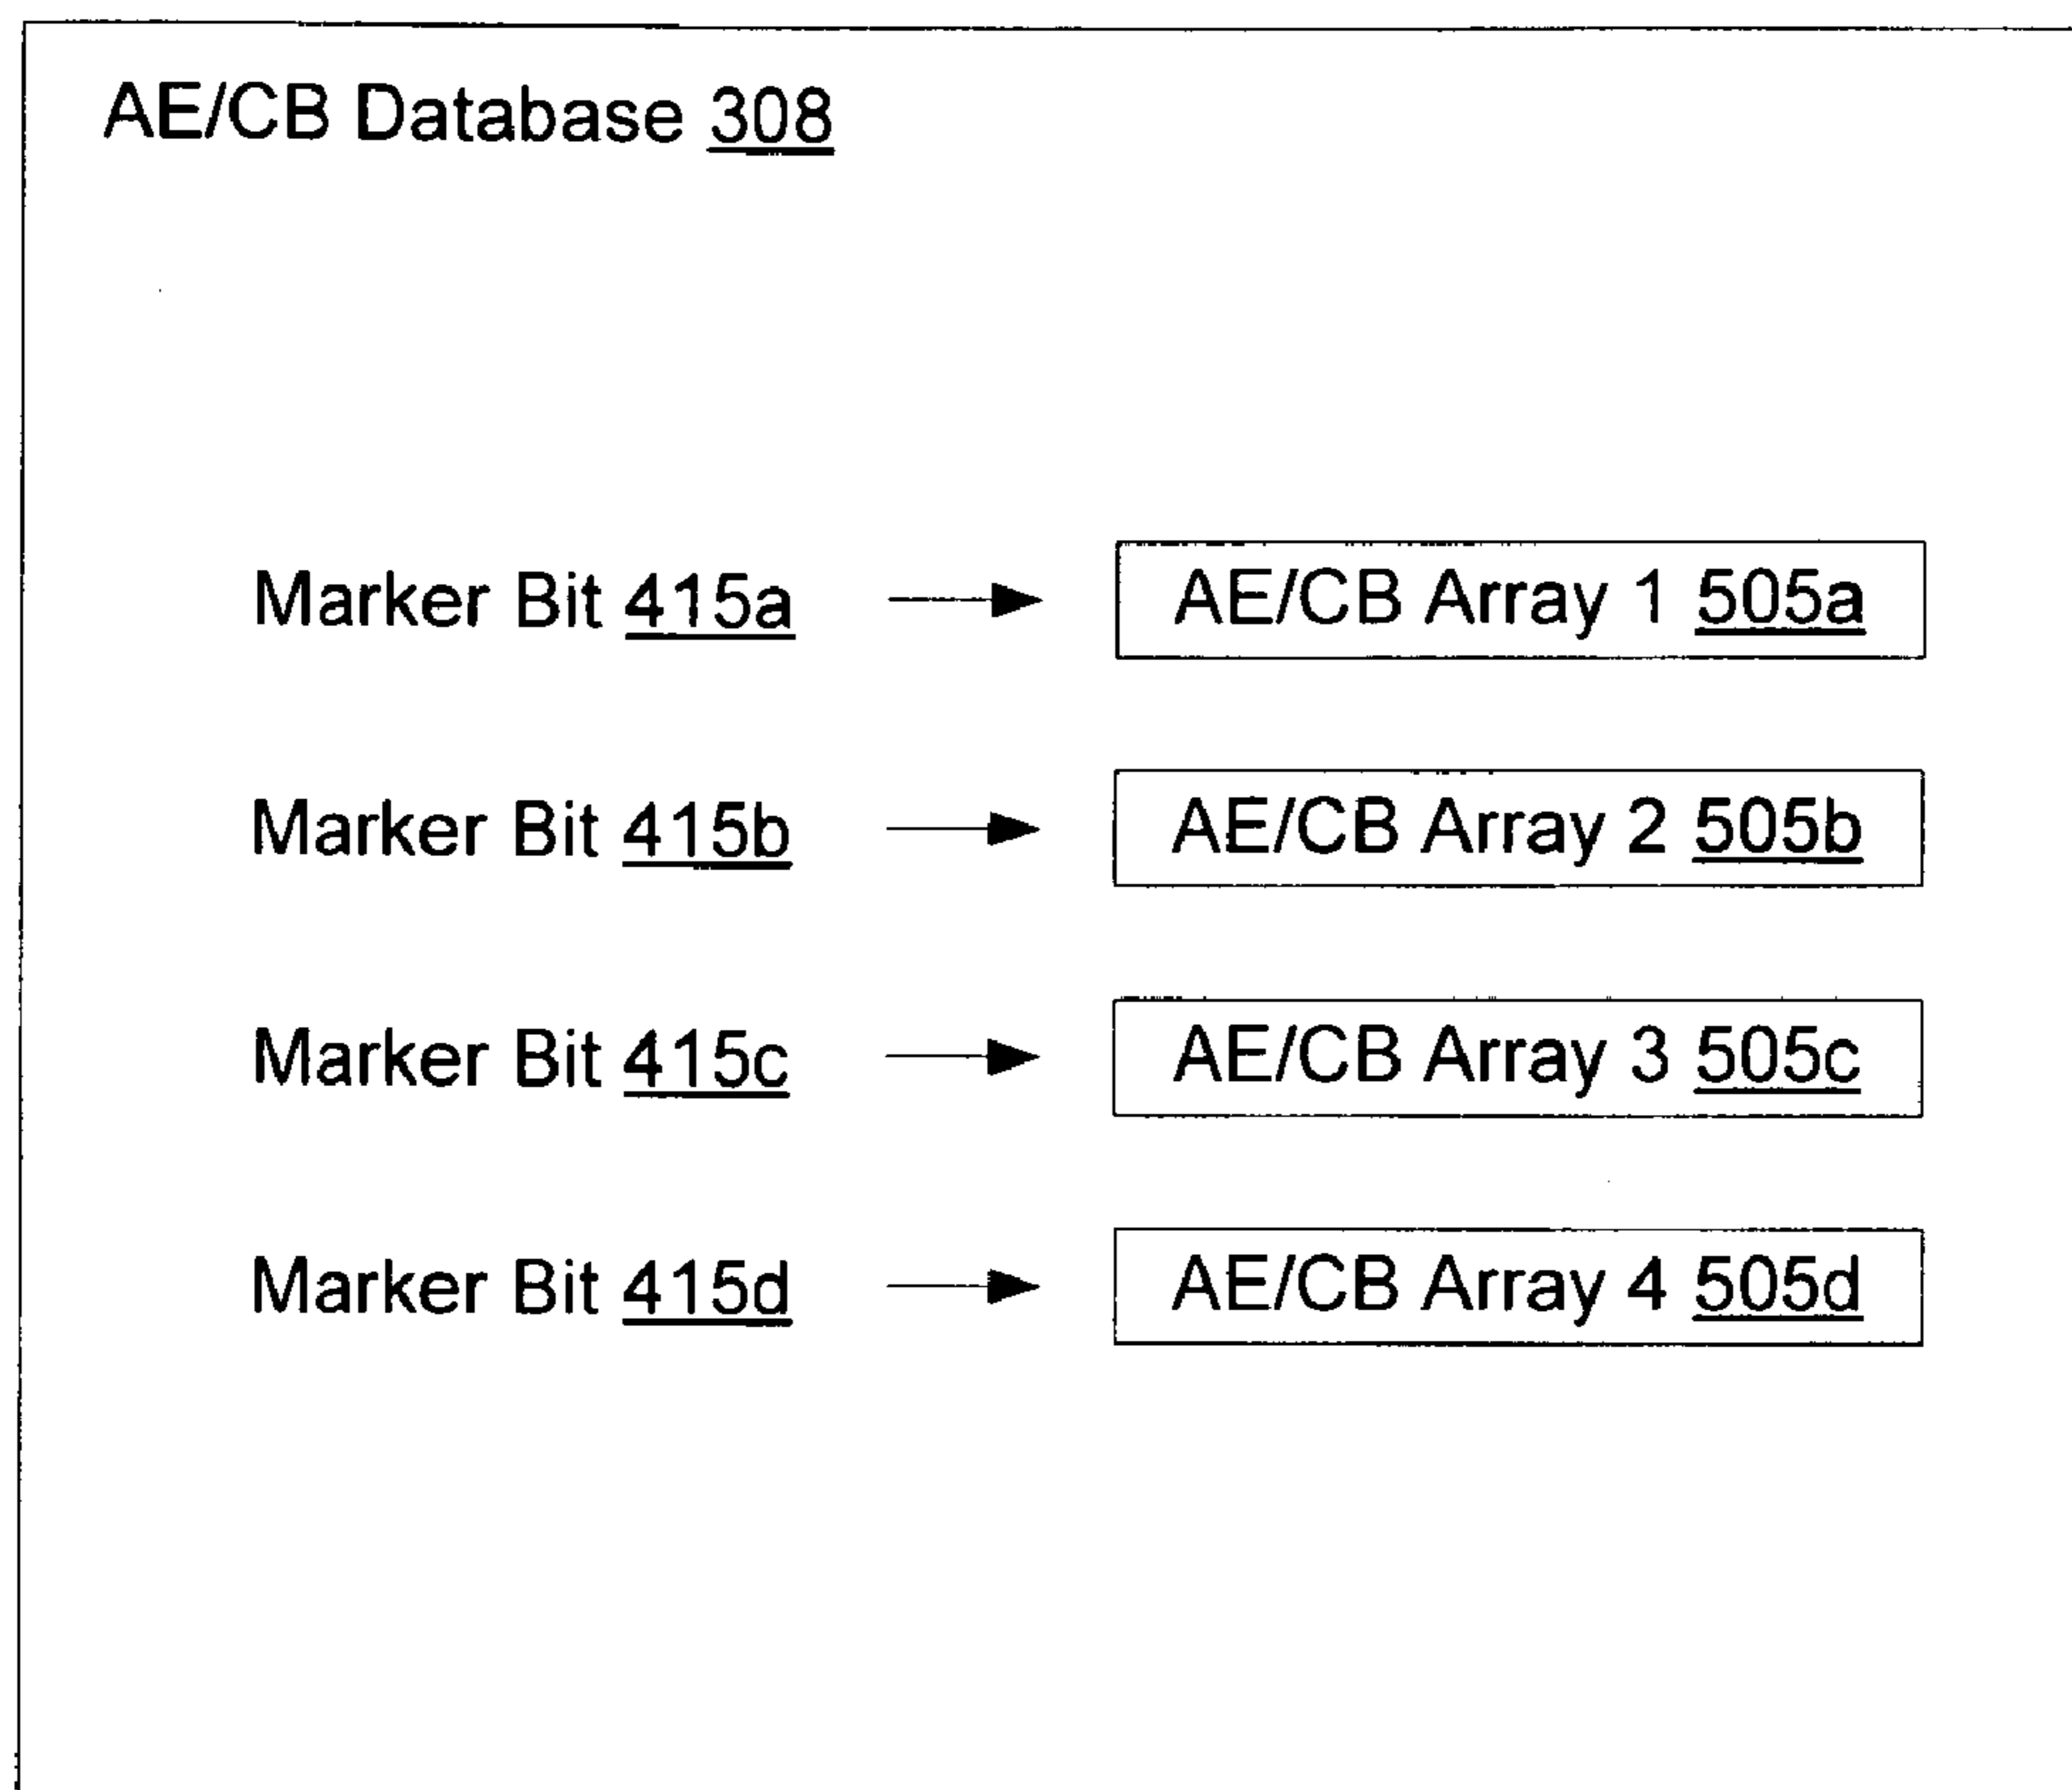 AE/CB Database 308
Marker Bit 415a AE/CB Array 1 505a
Marker Bit 415b AE/CB Array 2 505b
Marker Bit 415c AE/CB Array 3 505c
Marker Bit 415d AE/CB Array 4 505d